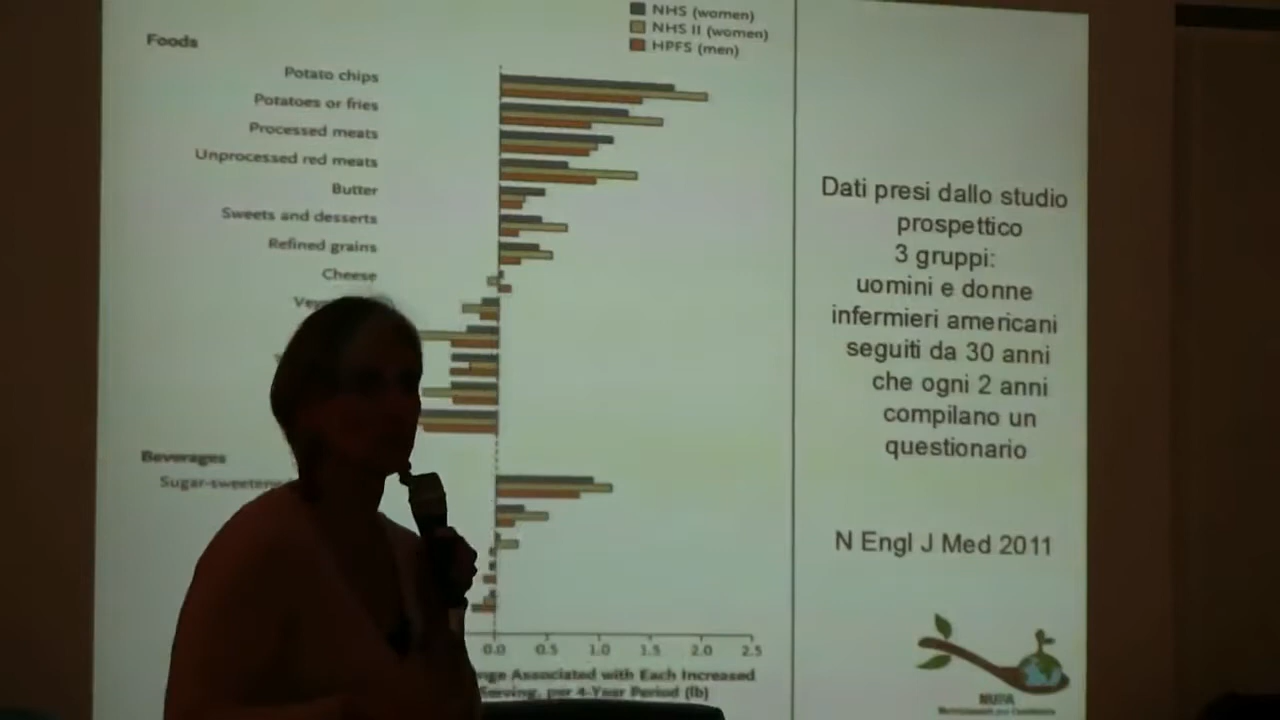 NHS (women)
NHS II (women)
HPFS (men)
Foods
Potato chips
Potatoes or fries
Processed meats
Unprocessed red meats
Butter
Sweets and desserts
Refined grains
Cheese
Beverages
0.0 0.5 1.0 1.5 2.0 2.5
Associated with Each Increased
Serving, per 4-Year Period (lb)
Dati presi dallo studio
prospettico
3 gruppi:
uomini e donne
infermieri americani
seguiti da 30 anni
che ogni 2 anni
compilano un
questionario
N Engl J Med 2011